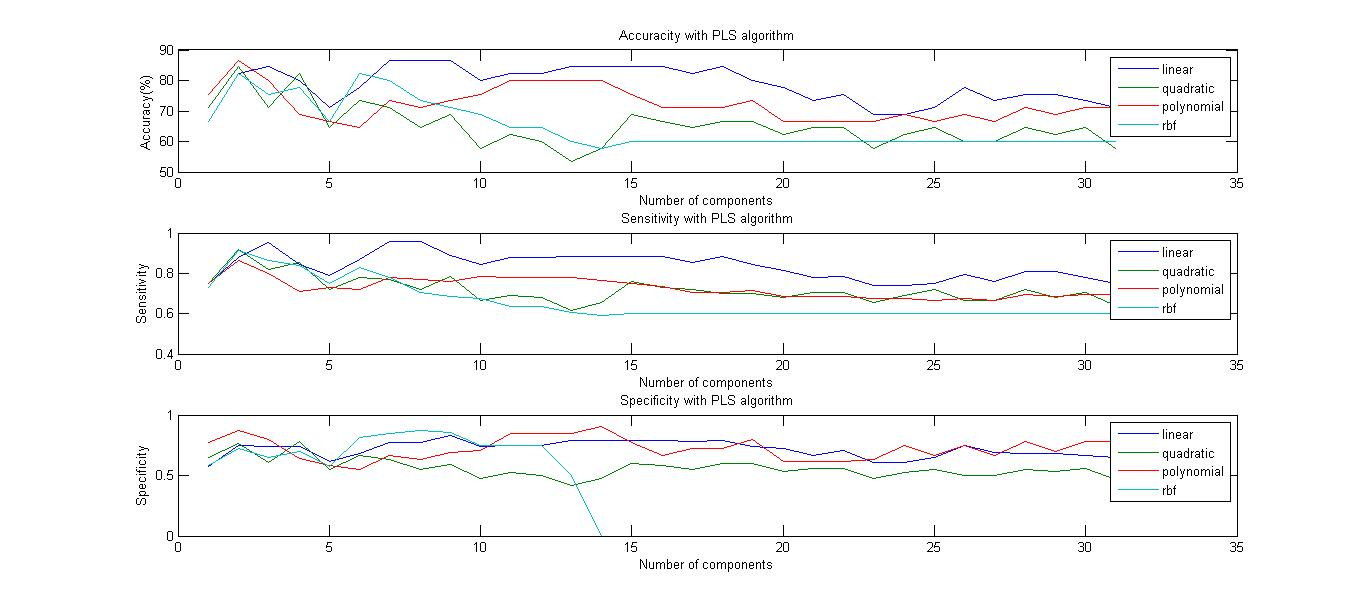 Accuracity with PLS algorithm
90
80
70
60
50
Accuracy(%)
linear
quadratic
polynomial
rbf
0 5 10 15 20 25 30 35
Number of components
Sensitivity with PLS algorithm
1
0.8
0.6
0.4
Sensitivity
linear
quadratic
polynomial
rbf
0 5 10 15 20 25 30 35
Number of components
Specificity with PLS algorithm
1
0.5
0
Specificity
linear
quadratic
polynomial
rbf
0 5 10 15 20 25 30 35
Number of components